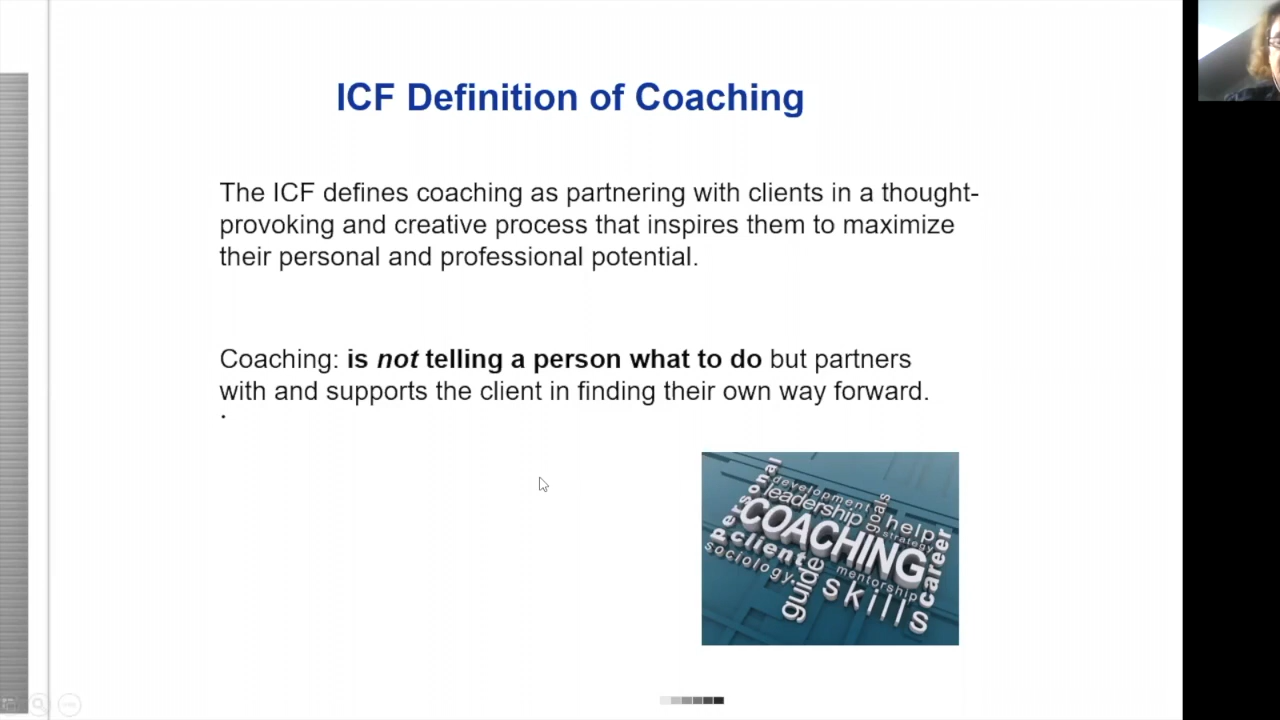 ICF Definition of Coaching
The ICF defines coaching as partnering with clients in a thought-
provoking and creative process that inspires them to maximize
their personal and professional potential.
Coaching: is not telling a person what to do but partners
with and supports the client in finding their own way forward.
.
personal
development
leadership
goals
help
strategy
COACHING
client
sociology
guide
mentorship
skills
career